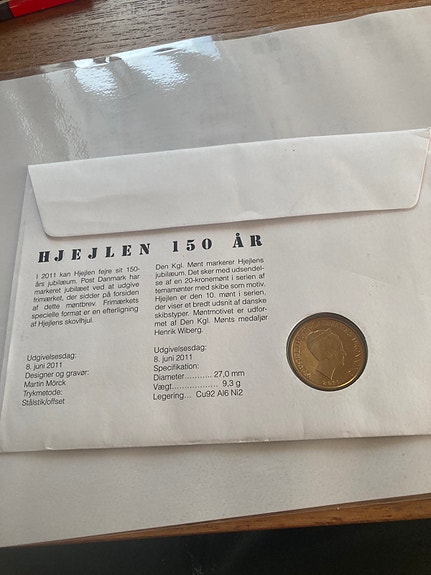 HJEJLEN 150 ÅR
I 2011 kan Hjejlen fejre sit 150-
års jubilæum. Post Danmark har
markeret jubilæet ved at udgive
frimærket, der sidder på forsiden
af dette møntbrev. Frimærkets
specielle format er en efterligning
af Hjejlens skovlhjul.
Udgivelsesdag:
8. juni 2011
Designer og gravør:
Martin Mörck
Trykmetode:
Stålstik/offset
Den Kgl. Mønt markerer Hjejlens
jubilæum. Det sker med udsendel-
se af en 20-kronemønt i serien af
temamønter med skibe som motiv.
Hjejlen er den 10. mønt i serien,
der viser et bredt udsnit af danske
skibstyper. Møntmotivet er udfor-
met af Den Kgl. Mønts medaljør
Henrik Wiberg.
Udgivelsesdag:
8. juni 2011
Specifikation:
Diameter........... 27,0 mm
Vægt................. 9,3 g
Legering... Cu92 Al6 Ni2